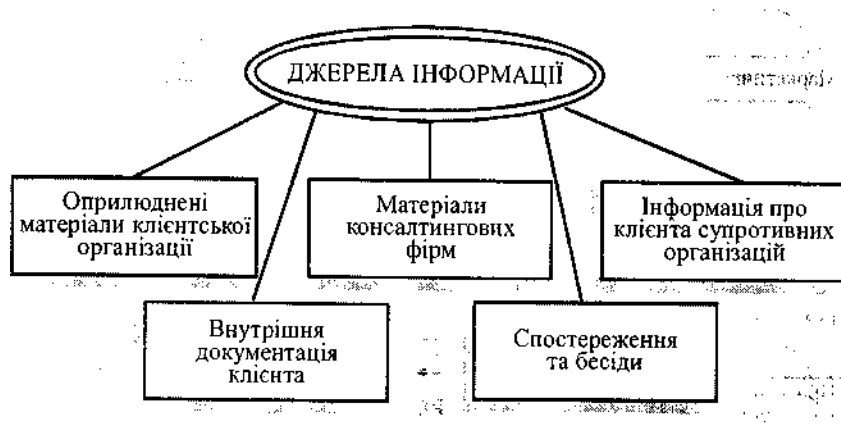 ДЖЕРЕЛА ІНФОРМАЦІЇ
Оприлюднені
матеріали клієнтської
організації
Матеріали
консалтингових
фірм
Інформація про
клієнта супротивних
організацій
Внутрішня
документація
клієнта
Спостереження
та бесіди